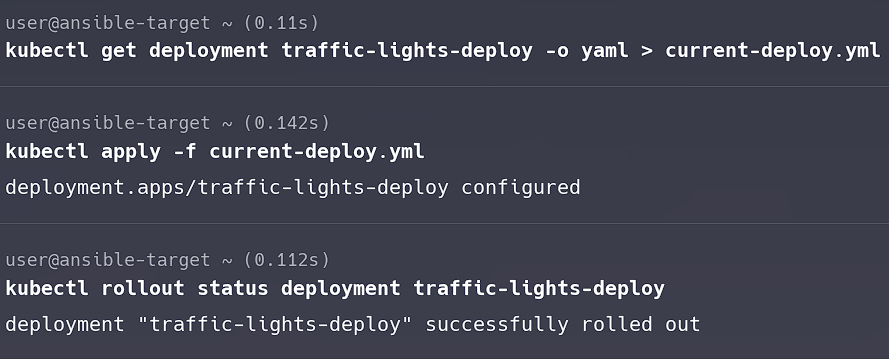 user@ansible-target ~ (0.11s)
kubectl get deployment traffic-lights-deploy -o yaml > current-deploy.yml
user@ansible-target ~ (0.142s)
kubectl apply -f current-deploy.yml
deployment.apps/traffic-lights-deploy configured
user@ansible-target ~ (0.112s)
kubectl rollout status deployment traffic-lights-deploy
deployment "traffic-lights-deploy" successfully rolled out